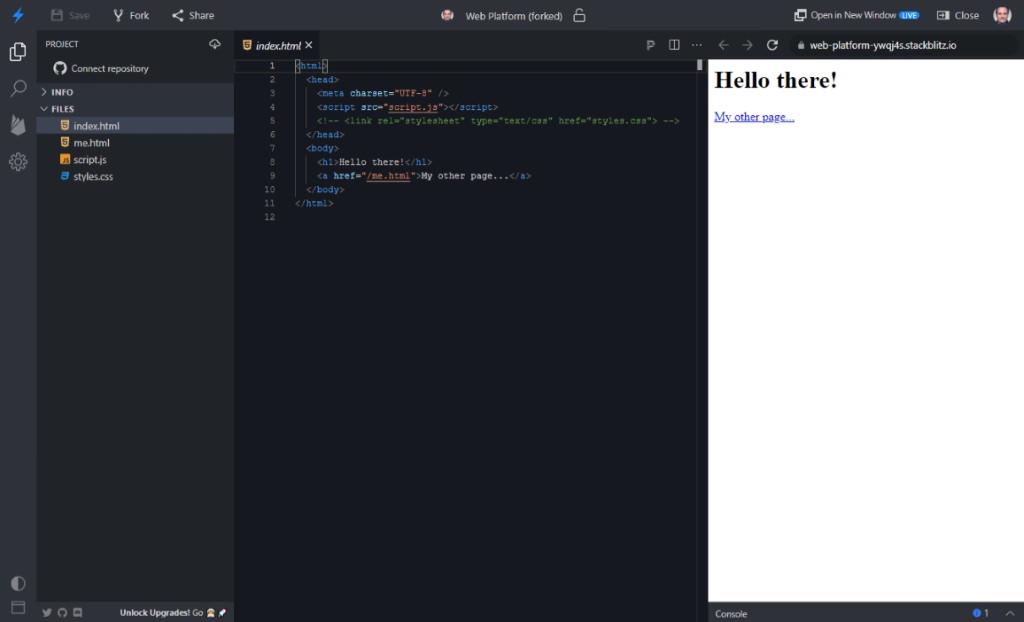 Save Fork Share Web Platform (forked) Open in New Window LIVE Close
PROJECT
Connect repository
INFO
FILES
index.html
me.html
script.js
styles.css
Unlock Upgrades! Go
index.html
1 <html>
2 <head>
3 <meta charset="UTF-8" />
4 <script src="script.js"></script>
5 <!-- <link rel="stylesheet" type="text/css" href="styles.css"> -->
6 </head>
7 <body>
8 <h1>Hello there!</h1>
9 <a href="/me.html">My other page...</a>
10 </body>
11 </html>
12
web-platform-ywqj4s.stackblitz.io
Hello there!
My other page...
Console 1